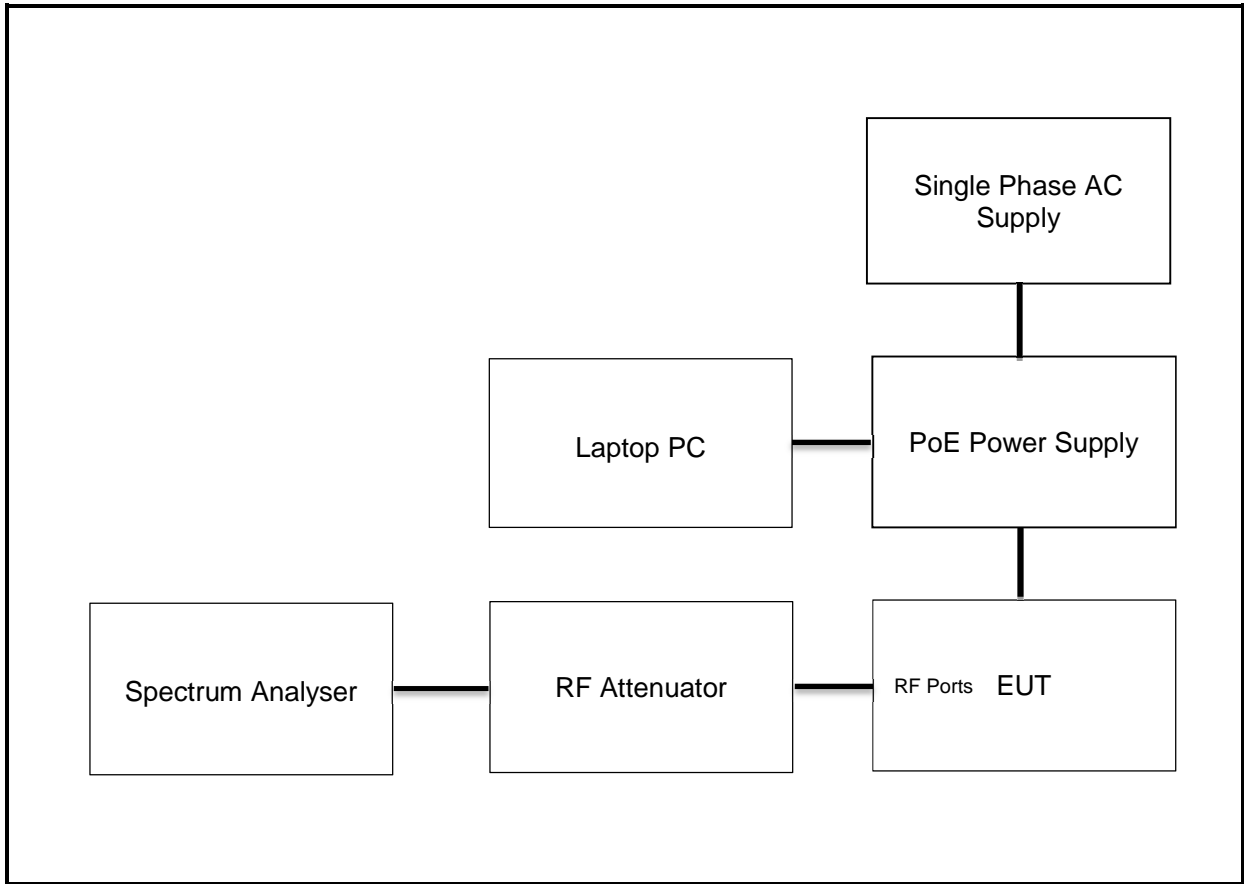 Single Phase AC
Supply
Laptop PC
PoE Power Supply
Spectrum Analyser
RF Attenuator
RF Ports EUT